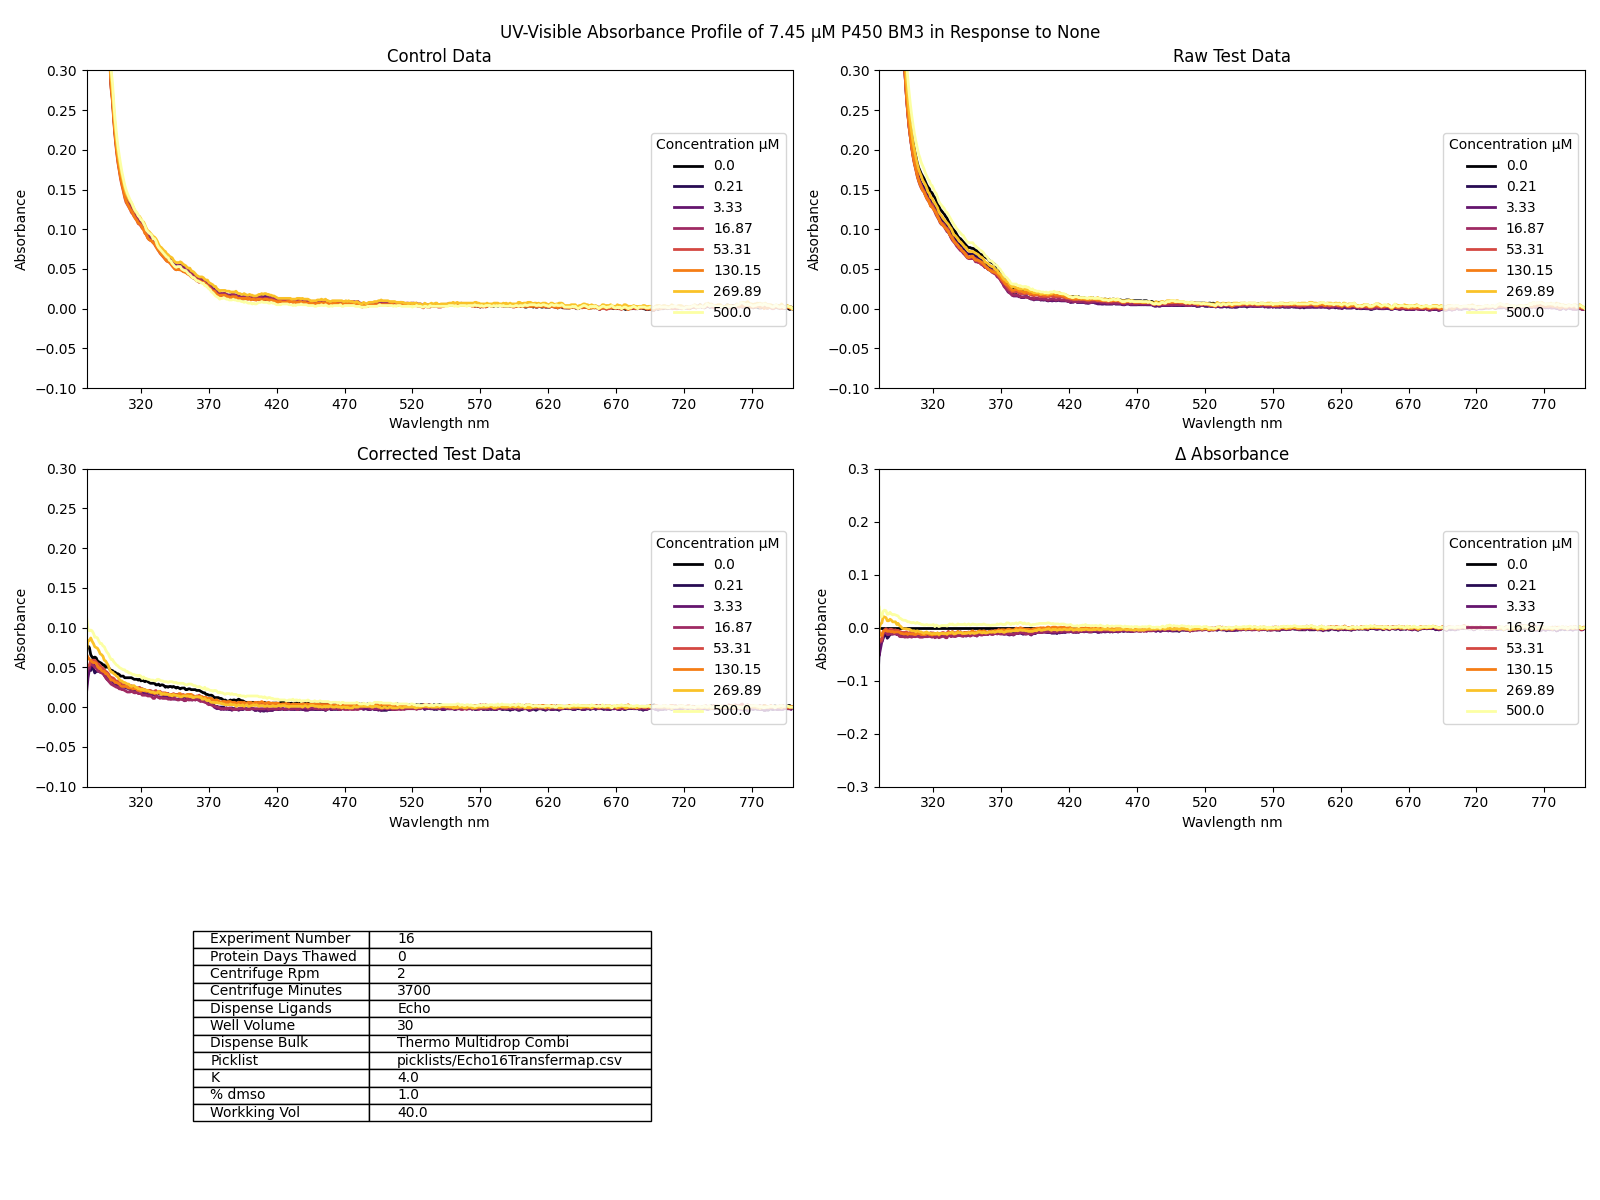 UV-Visible Absorbance Profile of 7.45 µM P450 BM3 in Response to None
Control Data
0.30
0.25
0.20
0.15
0.10
0.05
0.00
−0.05
−0.10
Absorbance
320 370 420 470 520 570 620 670 720 770
Wavlength nm
Concentration µM
0.0
0.21
3.33
16.87
53.31
130.15
269.89
500.0
Raw Test Data
0.30
0.25
0.20
0.15
0.10
0.05
0.00
−0.05
−0.10
Absorbance
320 370 420 470 520 570 620 670 720 770
Wavlength nm
Concentration µM
0.0
0.21
3.33
16.87
53.31
130.15
269.89
500.0
Corrected Test Data
0.30
0.25
0.20
0.15
0.10
0.05
0.00
−0.05
−0.10
Absorbance
320 370 420 470 520 570 620 670 720 770
Wavlength nm
Concentration µM
0.0
0.21
3.33
16.87
53.31
130.15
269.89
500.0
Δ Absorbance
0.3
0.2
0.1
0.0
−0.1
−0.2
−0.3
Absorbance
320 370 420 470 520 570 620 670 720 770
Wavlength nm
Concentration µM
0.0
0.21
3.33
16.87
53.31
130.15
269.89
500.0
Experiment Number 16
Protein Days Thawed 0
Centrifuge Rpm 2
Centrifuge Minutes 3700
Dispense Ligands Echo
Well Volume 30
Dispense Bulk Thermo Multidrop Combi
Picklist picklists/Echo16Transfermap.csv
K 4.0
% dmso 1.0
Workking Vol 40.0